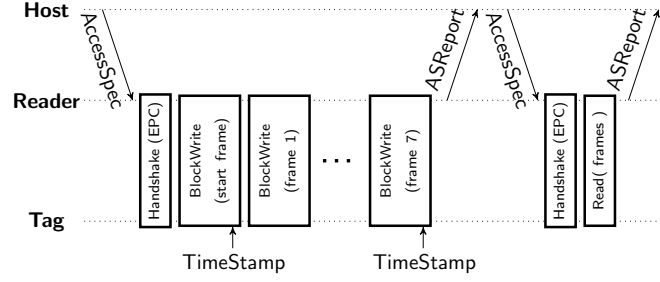 Host
AccessSpec
ASReport
AccessSpec
ASReport
Reader
Handshake (EPC)
BlockWrite
(start frame)
BlockWrite
(frame 1)
...
BlockWrite
(frame 7)
Handshake (EPC)
Read( frames )
Tag
TimeStamp
TimeStamp